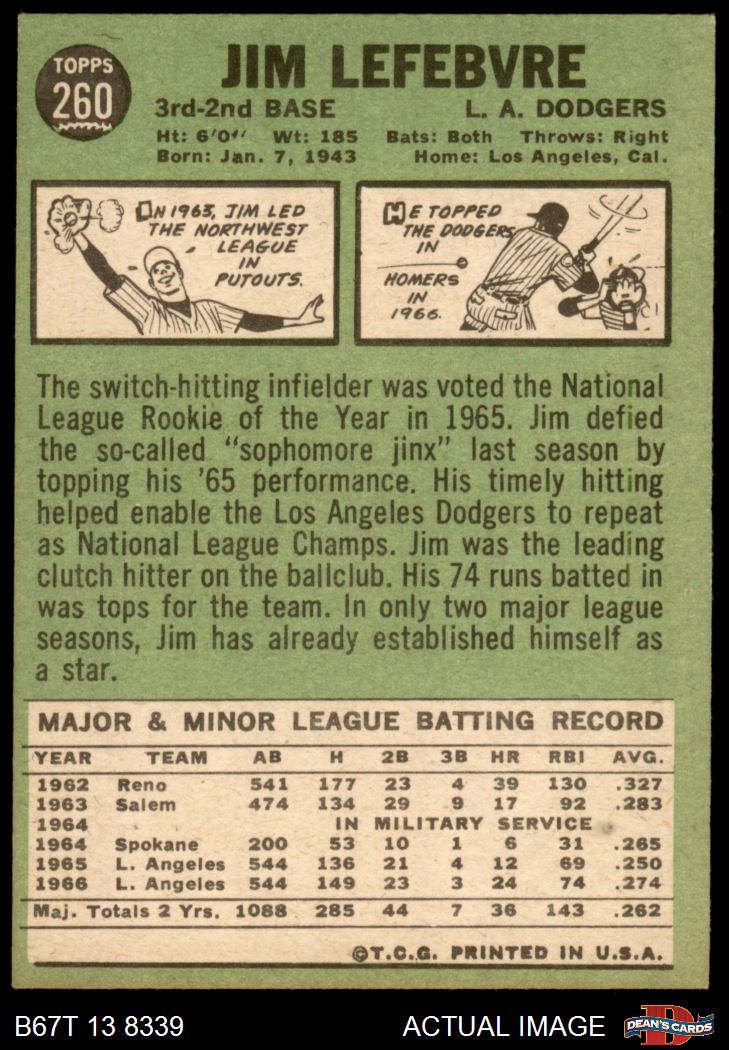 TOPPS
260
JIM LEFEBVRE
3rd-2nd BASE L. A. DODGERS
Ht: 6'0" Wt: 185 Bats: Both Throws: Right
Born: Jan. 7, 1943 Home: Los Angeles, Cal.
IN 1963, JIM LED
THE NORTHWEST
LEAGUE
IN
PUTOUTS.
HE TOPPED
THE DODGERS
IN
HOMERS
IN
1966.
The switch-hitting infielder was voted the National
League Rookie of the Year in 1965. Jim defied
the so-called "sophomore jinx" last season by
topping his '65 performance. His timely hitting
helped enable the Los Angeles Dodgers to repeat
as National League Champs. Jim was the leading
clutch hitter on the ballclub. His 74 runs batted in
was tops for the team. In only two major league
seasons, Jim has already established himself as
a star.
MAJOR & MINOR LEAGUE BATTING RECORD
YEAR TEAM AB H 2B 3B HR RBI AVG.
1962 Reno 541 177 23 4 39 130 .327
1963 Salem 474 134 29 9 17 92 .283
1964 IN MILITARY SERVICE
1964 Spokane 200 53 10 1 6 31 .265
1965 L. Angeles 544 136 21 4 12 69 .250
1966 L. Angeles 544 149 23 3 24 74 .274
Maj. Totals 2 Yrs. 1088 285 44 7 36 143 .262
©T.C.G. PRINTED IN U.S.A.
B67T 13 8339 ACTUAL IMAGE
D
DEAN'S CARDS